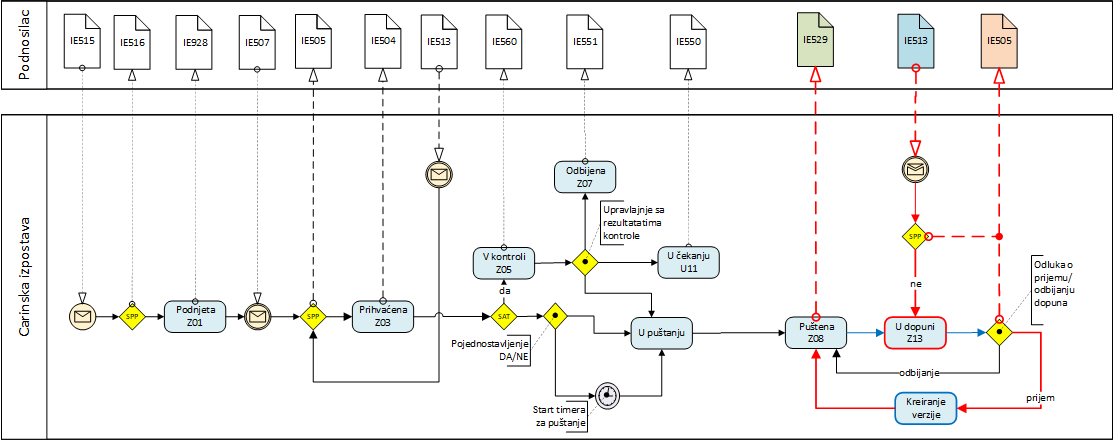 Podnosilac
IE515
IE516
IE928
IE507
IE505
IE504
IE513
IE560
IE551
IE550
IE529
IE513
IE505
Carinska izpostava
Odbijena
Z07
Upravlajnje sa
rezultatatima
kontrole
V kontroli
Z05
U čekanju
U11
da
SPP
Podnjeta
Z01
SPP
Prihvaćena
Z03
SAT
Pojednostavljenje
DA/NE
U puštanju
Start timera
za puštanje
SPP
ne
Puštena
Z08
U dopuni
Z13
Odluka o
prijemu/
odbijanju
dopuna
odbijanje
prijem
Kreiranje
verzije